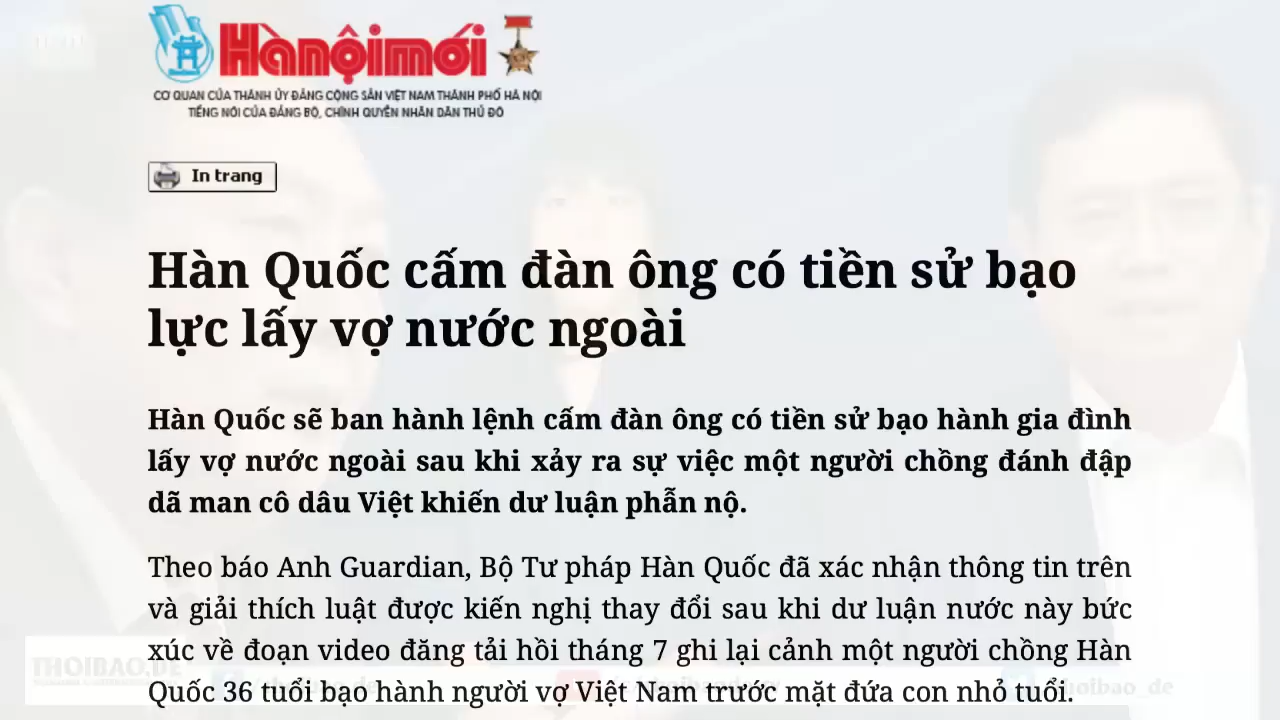 Hànộimới
CƠ QUAN CỦA THÀNH ỦY ĐẢNG CỘNG SẢN VIỆT NAM THÀNH PHỐ HÀ NỘI
TIẾNG NÓI CỦA ĐẢNG BỘ, CHÍNH QUYỀN NHÂN DÂN THỦ ĐÔ
In trang
Hàn Quốc cấm đàn ông có tiền sử bạo
lực lấy vợ nước ngoài
Hàn Quốc sẽ ban hành lệnh cấm đàn ông có tiền sử bạo hành gia đình
lấy vợ nước ngoài sau khi xảy ra sự việc một người chồng đánh đập
dã man cô dâu Việt khiến dư luận phẫn nộ.
Theo báo Anh Guardian, Bộ Tư pháp Hàn Quốc đã xác nhận thông tin trên
và giải thích luật được kiến nghị thay đổi sau khi dư luận nước này bức
xúc về đoạn video đăng tải hồi tháng 7 ghi lại cảnh một người chồng Hàn
Quốc 36 tuổi bạo hành người vợ Việt Nam trước mặt đứa con nhỏ tuổi.
THOIBAO.DE